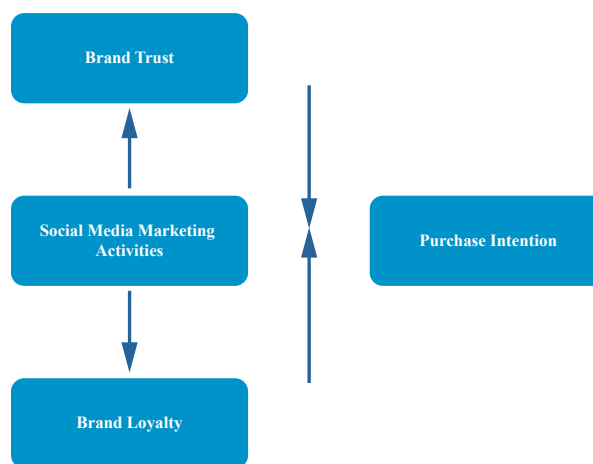 Brand Trust
Social Media Marketing
Activities
Purchase Intention
Brand Loyalty